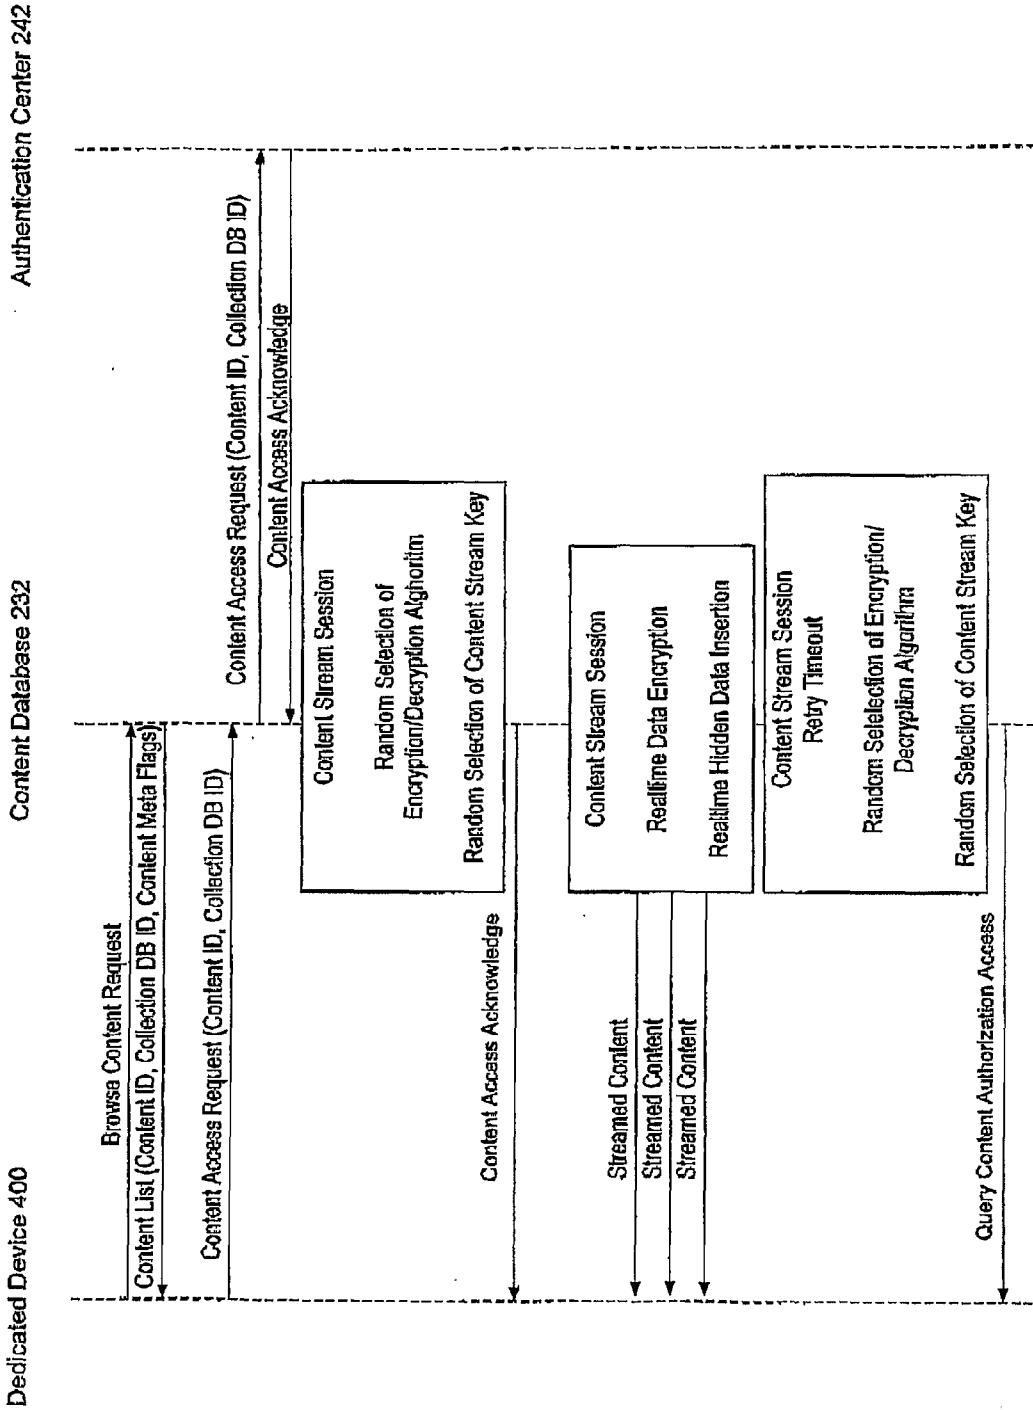 Dedicated Device 400
Content Database 232
Authentication Center 242
Browse Content Request
Content List (Content ID, Collection DB ID, Content Meta Flags)
Content Access Request (Content ID, Collection DB ID)
Content Access Request (Content ID, Collection DB ID)
Content Access Acknowledge
Content Stream Session
Random Selection of
Encryption/Decryption Alghoritm
Random Selection of Content Stream Key
Content Access Acknowledge
Content Stream Session
Realtime Data Encryption
Realtime Hidden Data Insertion
Streamed Content
Streamed Content
Streamed Content
Content Stream Session
Retry Timeout
Random Selelection of Encryption/
Decryption Algorithm
Random Selection of Content Stream Key
Query Content Authorization Access